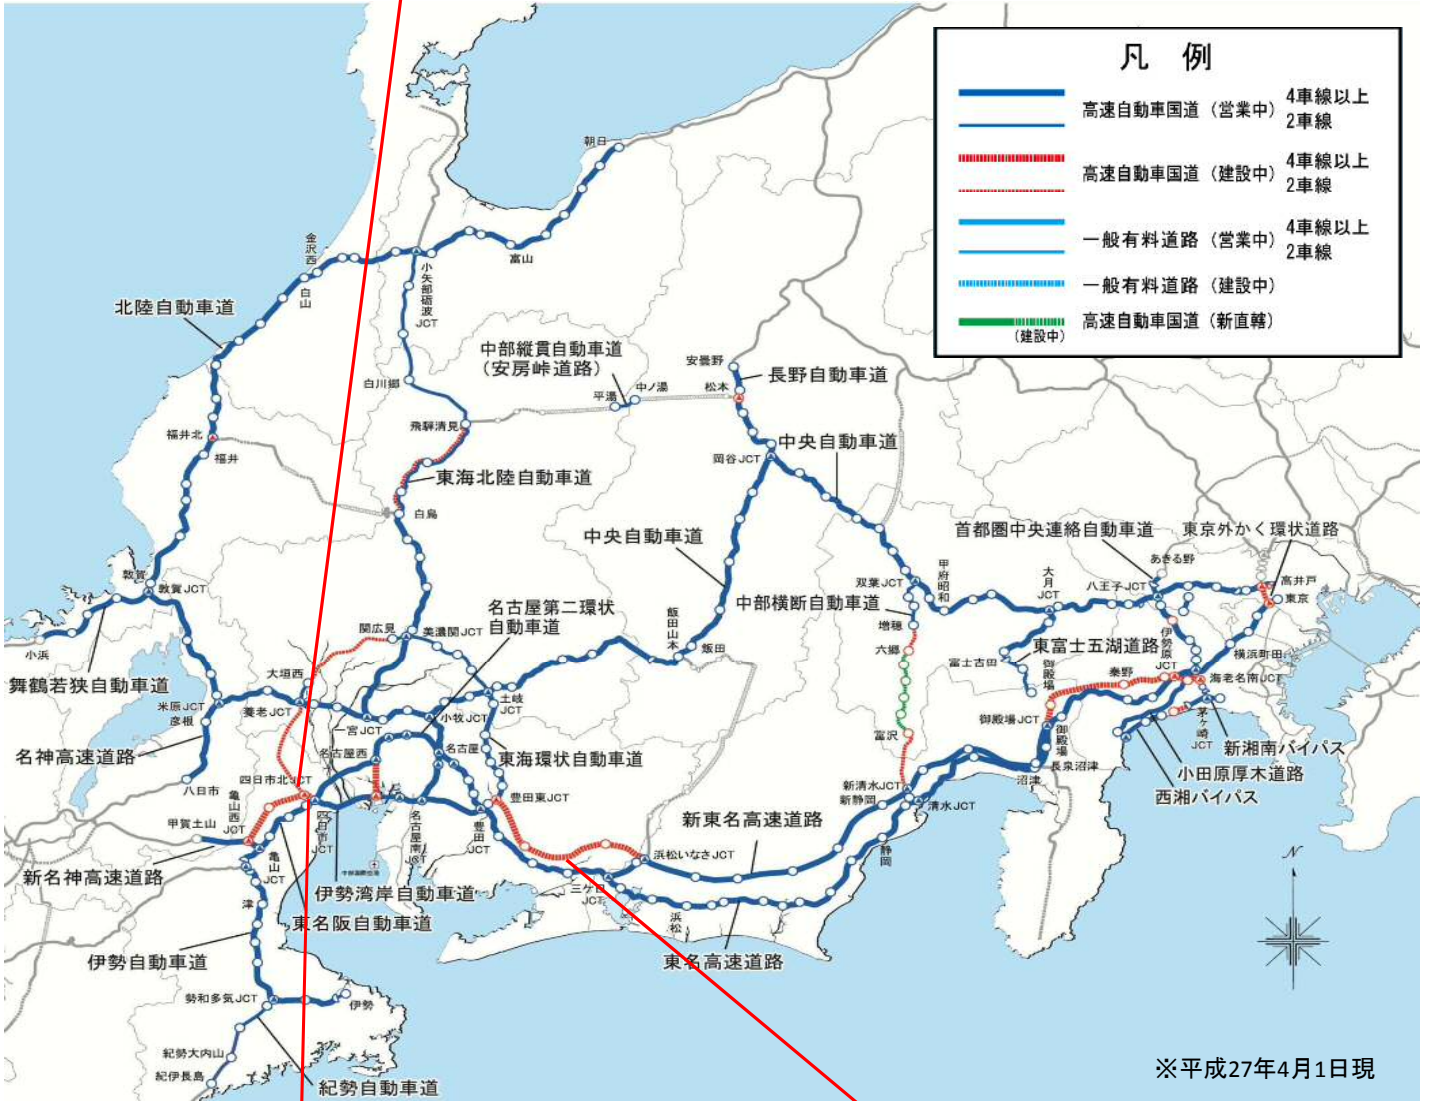 凡 例
高速自動車国道（営業中）
4車線以上
2車線
高速自動車国道（建設中）
4車線以上
2車線
一般有料道路（営業中）
4車線以上
2車線
一般有料道路（建設中）
高速自動車国道（新直轄）
(建設中)
朝日
金沢西
白山
小矢部砺波JCT
富山
北陸自動車道
中部縦貫自動車道
（安房峠道路）
安曇野
長野自動車道
白川郷
平湯
中ノ湯
松本
飛騨清見
福井北
福井
岡谷JCT
中央自動車道
東海北陸自動車道
白鳥
中央自動車道
首都圏中央連絡自動車道
東京外かく環状道路
あきる野
敦賀
敦賀JCT
双葉JCT
甲府昭和
大月JCT
八王子JCT
高井戸
東京
名古屋第二環状
自動車道
中部横断自動車道
増穂
関広見
美濃関JCT
飯田山本
飯田
小浜
六郷
東富士五湖道路
富士吉田
伊勢原JCT
横浜町田
舞鶴若狭自動車道
大垣西
御殿場
秦野
海老名南JCT
米原JCT
彦根
養老JCT
一宮JCT
小牧JCT
土岐JCT
富沢
御殿場JCT
御殿場
茅ヶ崎JCT
新湘南バイパス
名神高速道路
名古屋西
名古屋
東海環状自動車道
長泉沼津
沼津
小田原厚木道路
西湘バイパス
八日市
四日市北JCT
亀山西JCT
豊田東JCT
新清水JCT
新静岡
清水JCT
甲賀土山
四日市JCT
名古屋南JCT
豊田JCT
新東名高速道路
静岡
亀山JCT
浜松いなさJCT
新名神高速道路
伊勢湾岸自動車道
三ケ日JCT
津
東名阪自動車道
浜松
伊勢自動車道
東名高速道路
勢和多気JCT
伊勢
紀勢大内山
紀伊長島
紀勢自動車道
N
※平成27年4月1日現